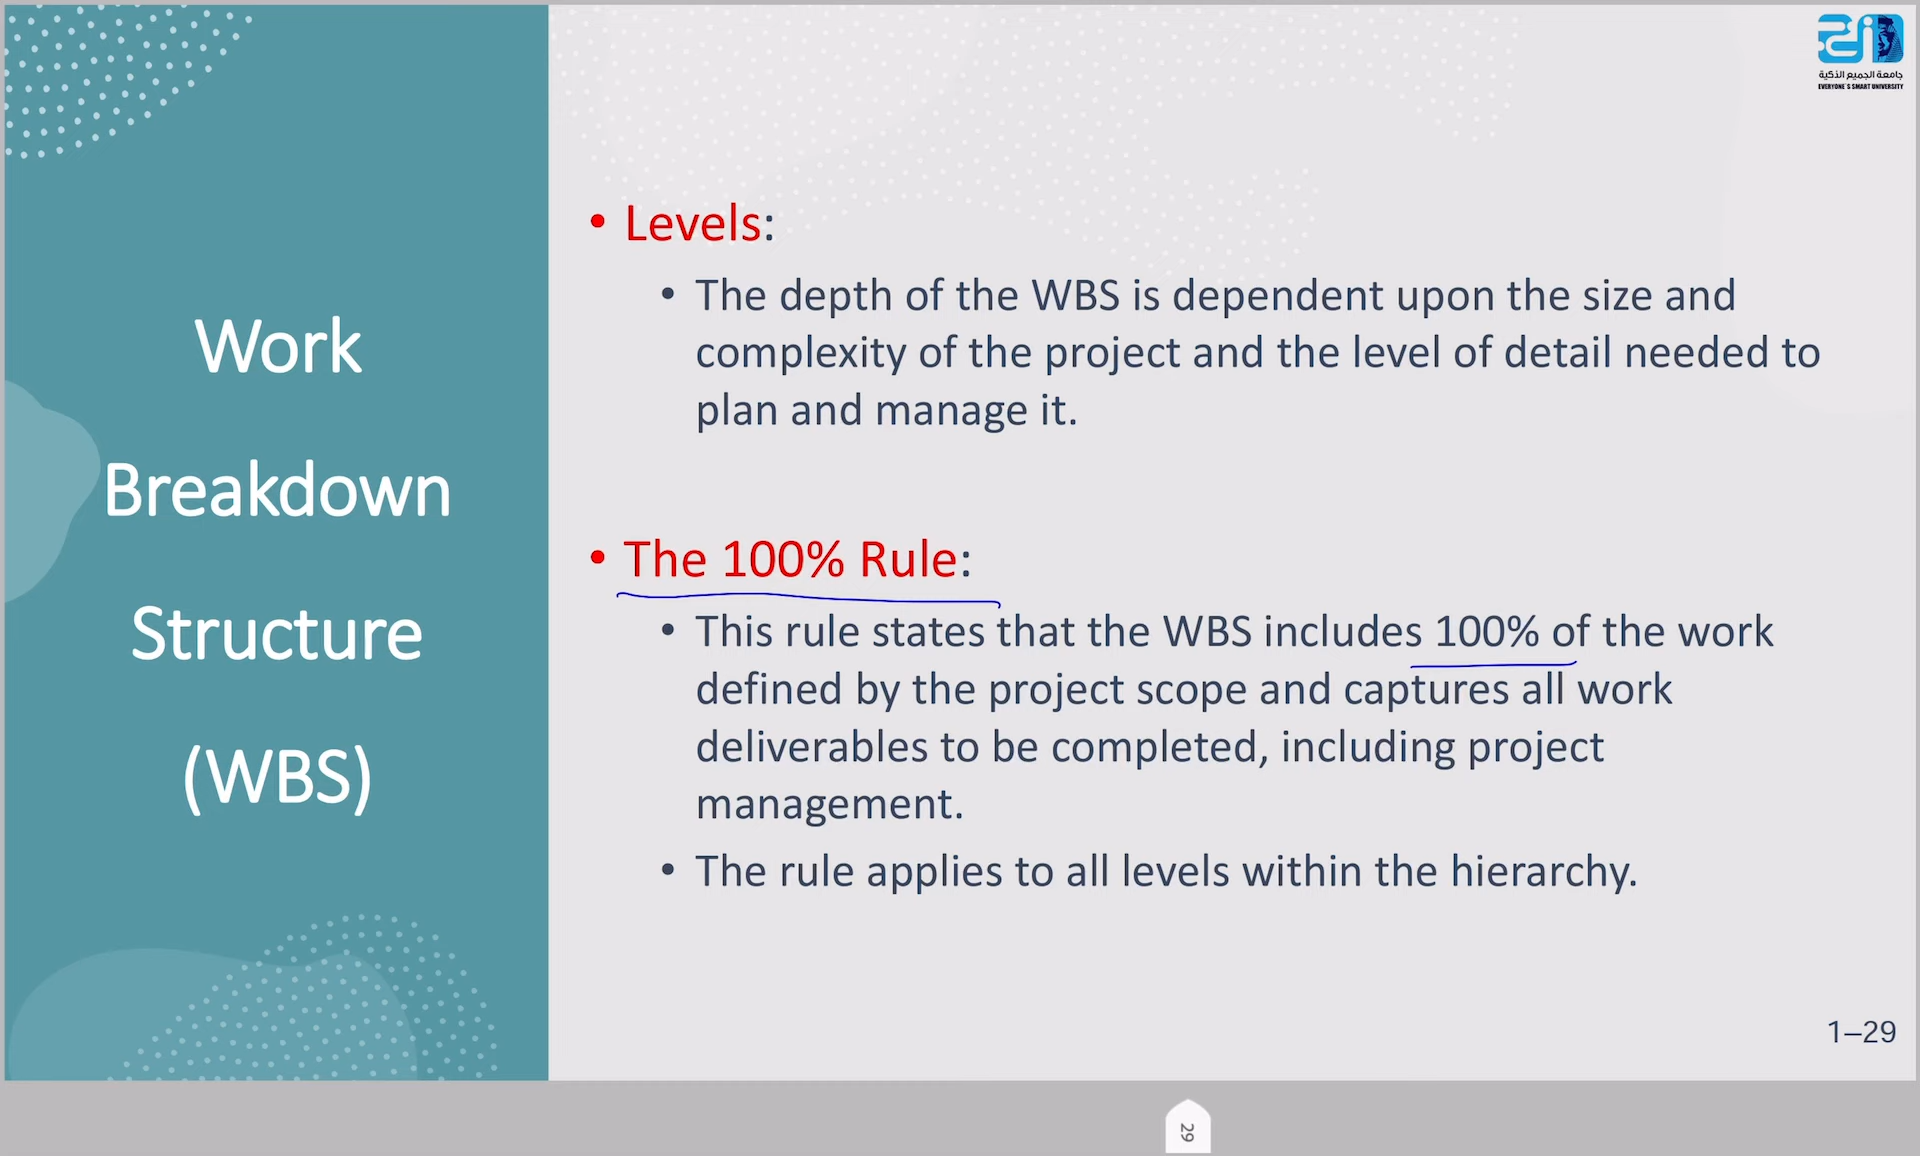 جامعة الجميع الذكية
EVERYONE'S SMART UNIVERSITY
Work
Breakdown
Structure
(WBS)
• Levels:
• The depth of the WBS is dependent upon the size and
complexity of the project and the level of detail needed to
plan and manage it.
• The 100% Rule:
• This rule states that the WBS includes 100% of the work
defined by the project scope and captures all work
deliverables to be completed, including project
management.
• The rule applies to all levels within the hierarchy.
1–29
29